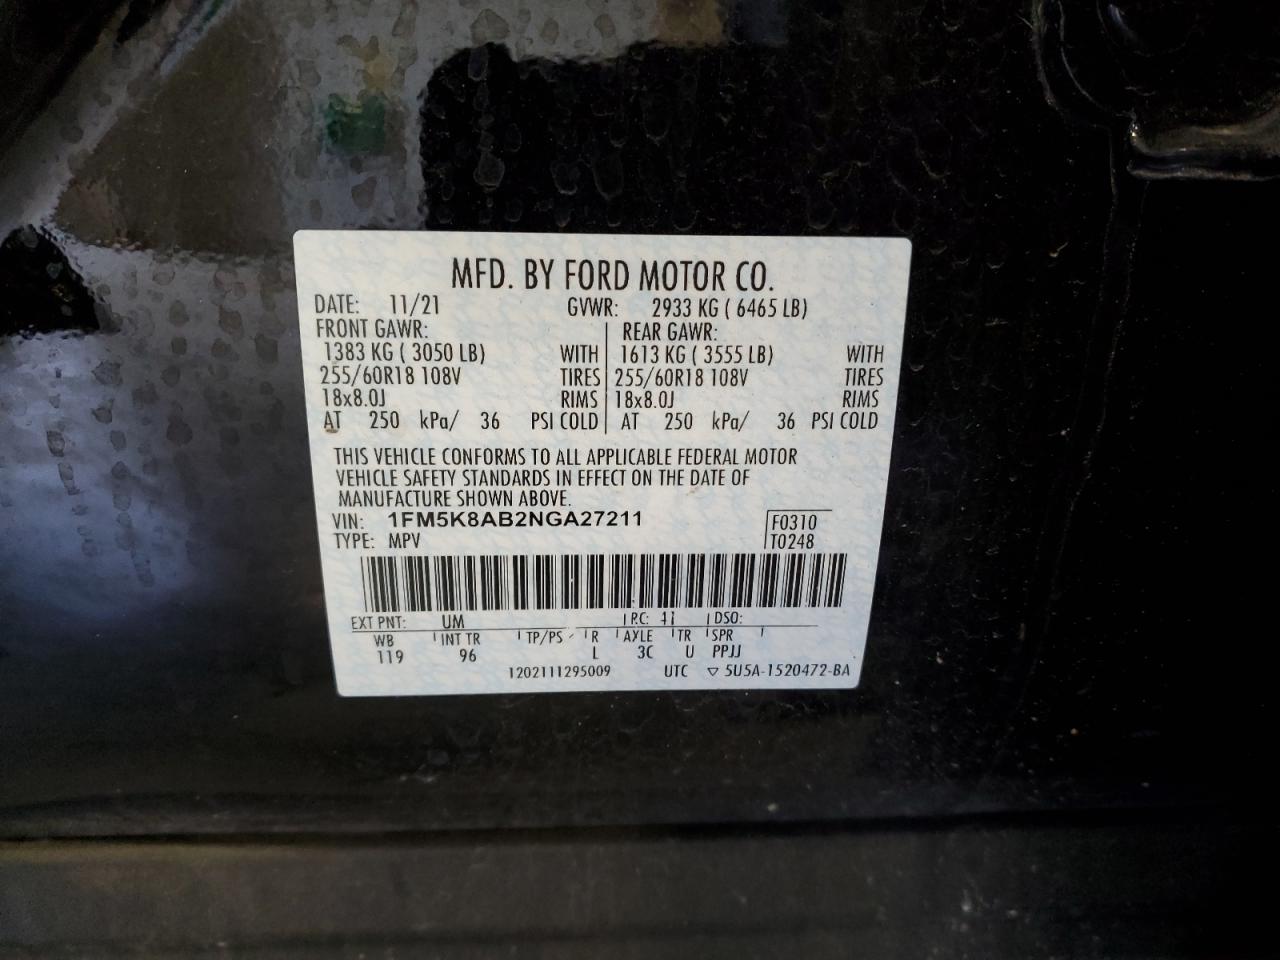 MFD. BY FORD MOTOR CO.
DATE: 11/21 GVWR: 2933 KG ( 6465 LB)
FRONT GAWR: REAR GAWR:
1383 KG ( 3050 LB) WITH 1613 KG ( 3555 LB) WITH
255/60R18 108V TIRES 255/60R18 108V TIRES
18x8.0J RIMS 18x8.0J RIMS
AT 250 kPa/ 36 PSI COLD AT 250 kPa/ 36 PSI COLD
THIS VEHICLE CONFORMS TO ALL APPLICABLE FEDERAL MOTOR
VEHICLE SAFETY STANDARDS IN EFFECT ON THE DATE OF
MANUFACTURE SHOWN ABOVE.
VIN: 1FM5K8AB2NGA27211 F0310
TYPE: MPV T0248
EXT PNT: UM RC: 41 DSO:
WB INT TR TP/PS R AXLE TR SPR
119 96 L 3C U PPJJ
1202111295009 UTC ▽ 5U5A-1520472-BA